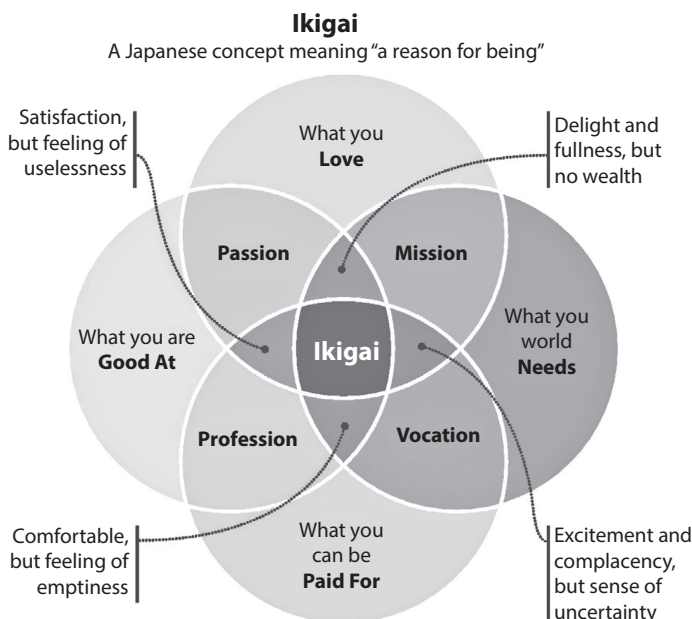 Ikigai
A Japanese concept meaning “a reason for being”
Satisfaction,
but feeling of
uselessness
What you
Love
Delight and
fullness, but
no wealth
Passion
Mission
What you are
Good At
Ikigai
What you
world
Needs
Profession
Vocation
Comfortable,
but feeling of
emptiness
What you
can be
Paid For
Excitement and
complacency,
but sense of
uncertainty